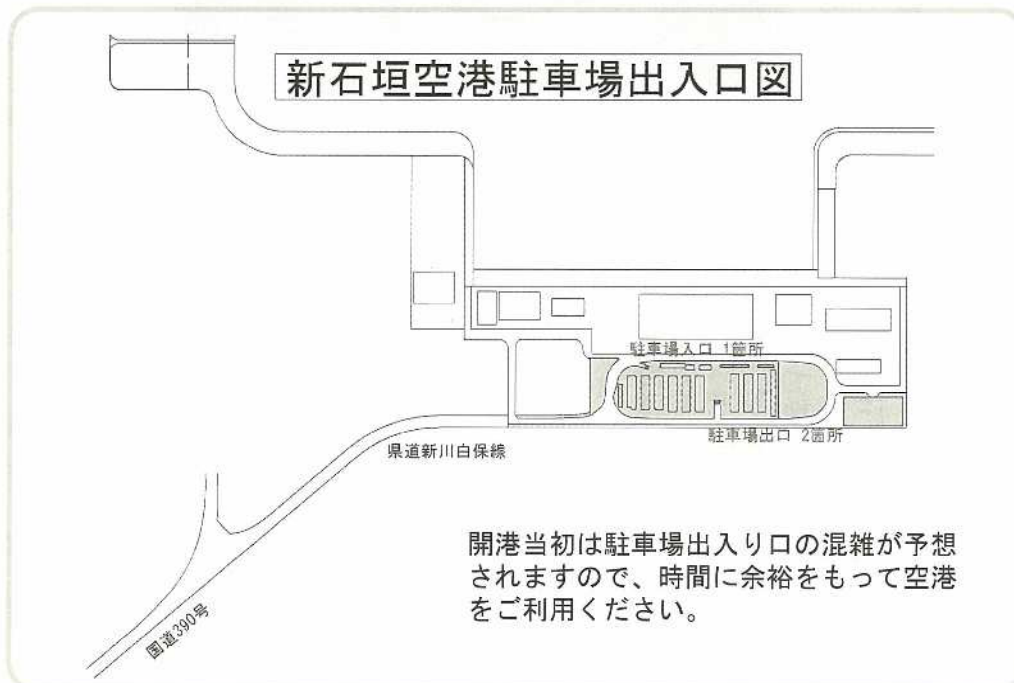 新石垣空港駐車場出入口図
駐車場入口 1箇所
駐車場出口 2箇所
県道新川白保線
国道390号
開港当初は駐車場出入り口の混雑が予想
されますので、時間に余裕をもって空港
をご利用ください。